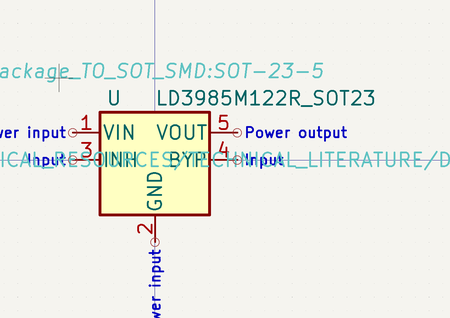 ackage_TO_SOT_SMD:SOT-23-5
U LD3985M122R_SOT23
wer input 1 VIN VOUT 5 Power output
ICAL_RESOURCES/TECHNICAL_LITERATURE/D
Input 3 INH BYP 4 Input
GND
2
wer input